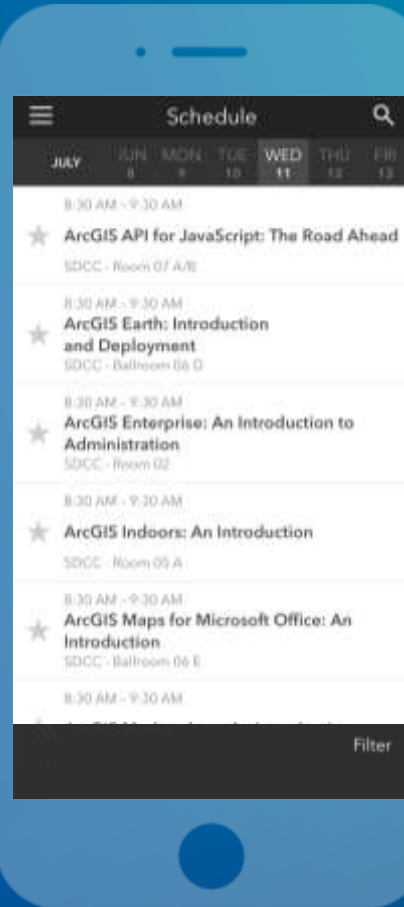 Schedule
JULY SUN MON TUE WED THU FRI
8 9 10 11 12 13
8:30 AM - 9:30 AM
ArcGIS API for JavaScript: The Road Ahead
SDCC - Room 07 A/B
8:30 AM - 9:30 AM
ArcGIS Earth: Introduction
and Deployment
SDCC - Ballroom 06 D
8:30 AM - 9:30 AM
ArcGIS Enterprise: An Introduction to
Administration
SDCC - Room 02
8:30 AM - 9:30 AM
ArcGIS Indoors: An Introduction
SDCC - Room 05 A
8:30 AM - 9:30 AM
ArcGIS Maps for Microsoft Office: An
Introduction
SDCC - Ballroom 06 E
8:30 AM - 9:30 AM
Filter